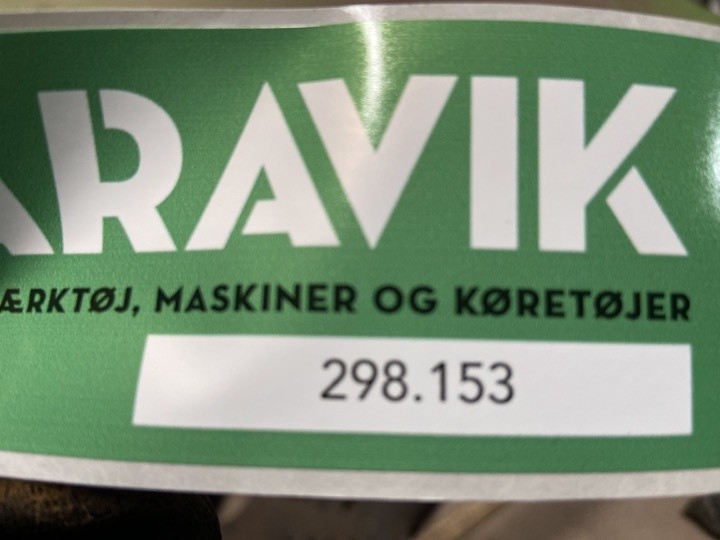 ARAVIK
ÆRKTØJ, MASKINER OG KØRETØJER
298.153